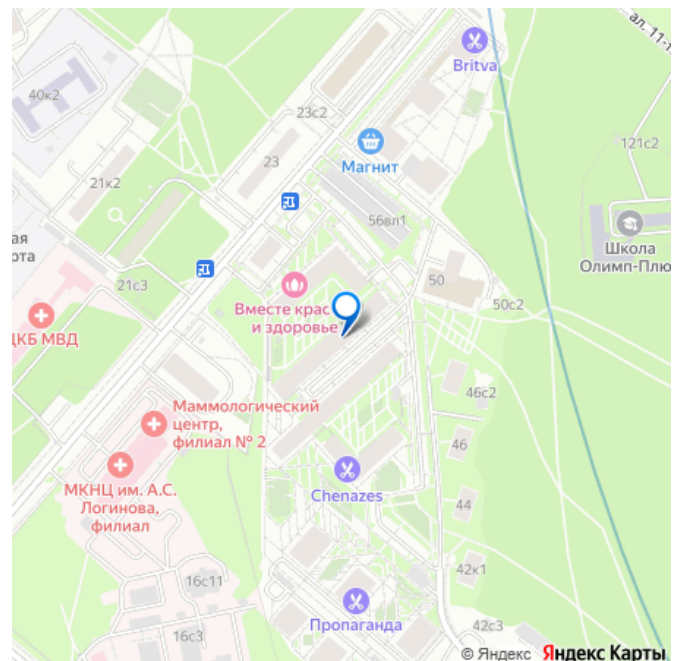 ал. 11-
Britva
40к2
23с2
121с2
23
Магнит
21к2
56вл1
Школа
Олимп-Плю
ая
рта
50
21с3
50с2
Вместе крас
и здоровье
ЦКБ МВД
46с2
Маммологический
центр,
филиал № 2
46
МКНЦ им. А.С.
Логинова,
филиал
Chenazes
44
42к1
16с11
Пропаганда
16с3
42с3
© Яндекс Яндекс Карты